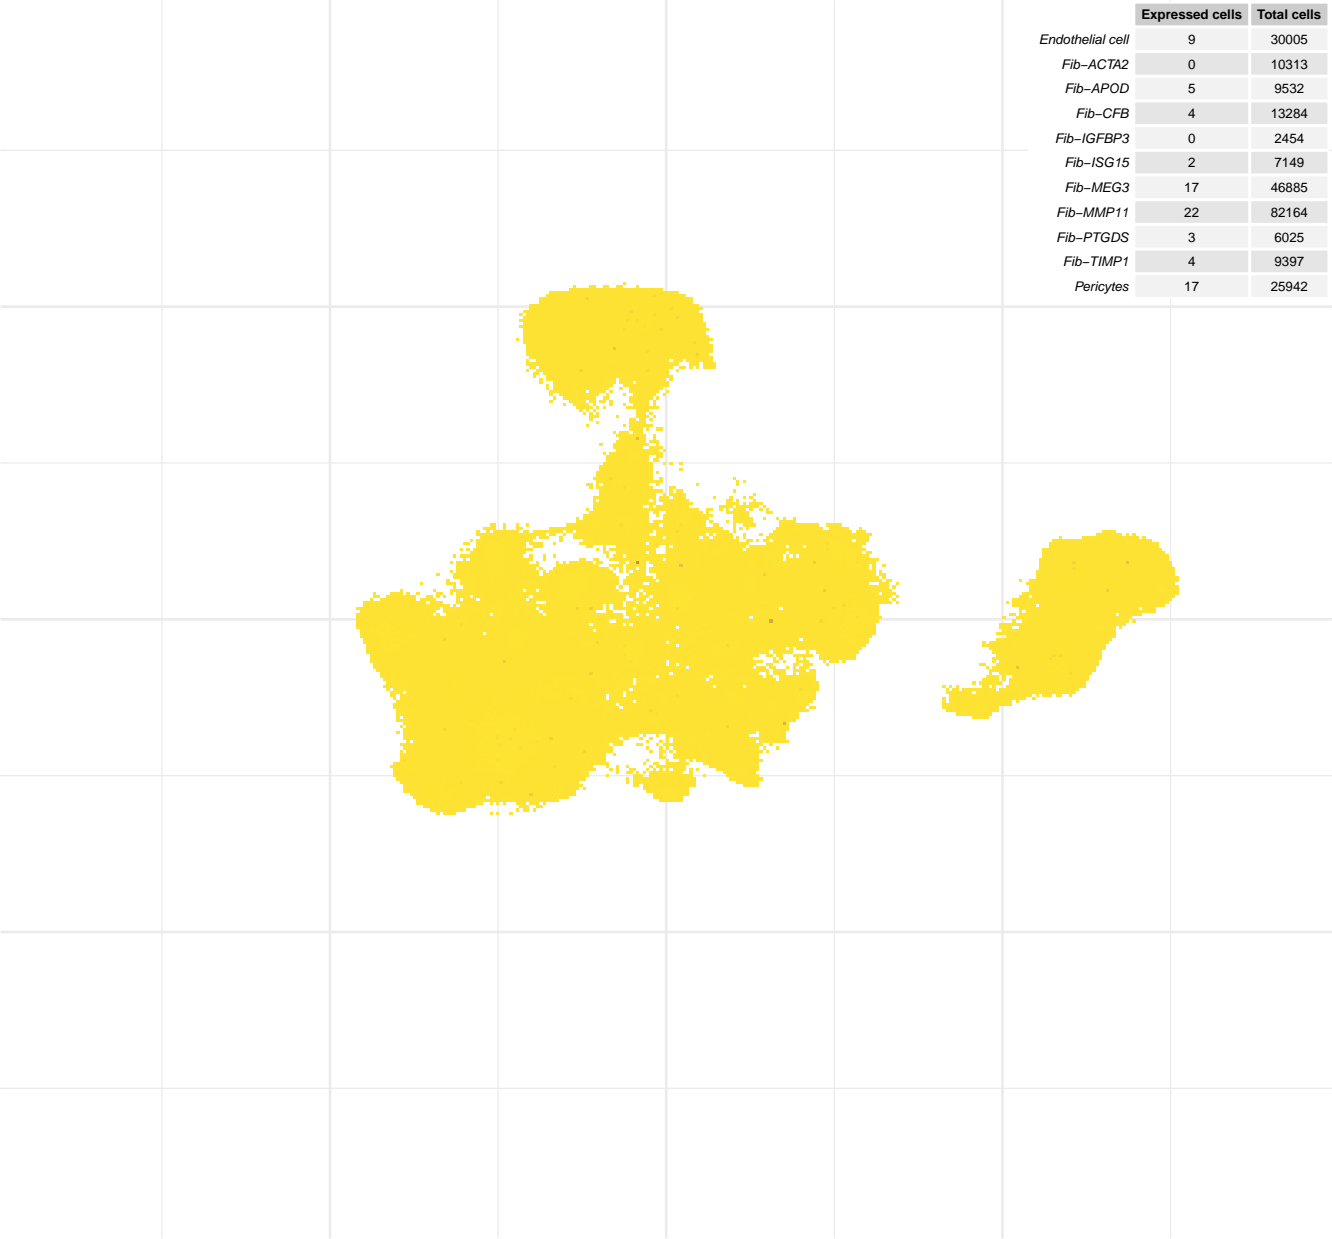 Expressed cells Total cells
Endothelial cell 9 30005
Fib−ACTA2 0 10313
Fib−APOD 5 9532
Fib−CFB 4 13284
Fib−IGFBP3 0 2454
Fib−ISG15 2 7149
Fib−MEG3 17 46885
Fib−MMP11 22 82164
Fib−PTGDS 3 6025
Fib−TIMP1 4 9397
Pericytes 17 25942